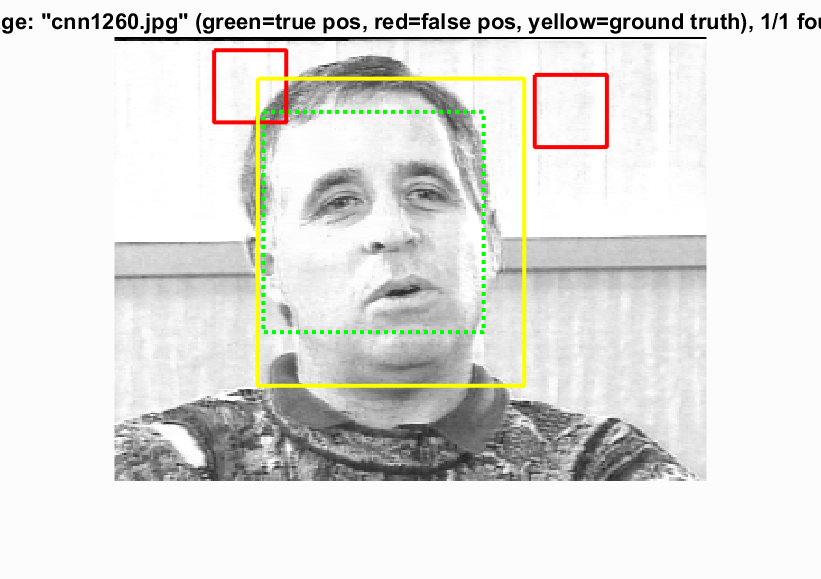 ge: "cnn1260.jpg" (green=true pos, red=false pos, yellow=ground truth), 1/1 fou